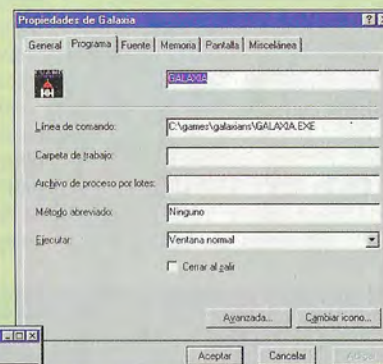 Propiedades de Galaxia
General Programa Fuente Memoria Pantalla Miscelánea
GALAXIA
Línea de comando: C:\games\galaxians\GALAXIA.EXE
Carpeta de trabajo:
Archivo de proceso por lotes:
Método abreviado: Ninguno
Ejecutar: Ventana normal
Cerrar al salir
Avanzada... Cambiar icono...
Aceptar Cancelar